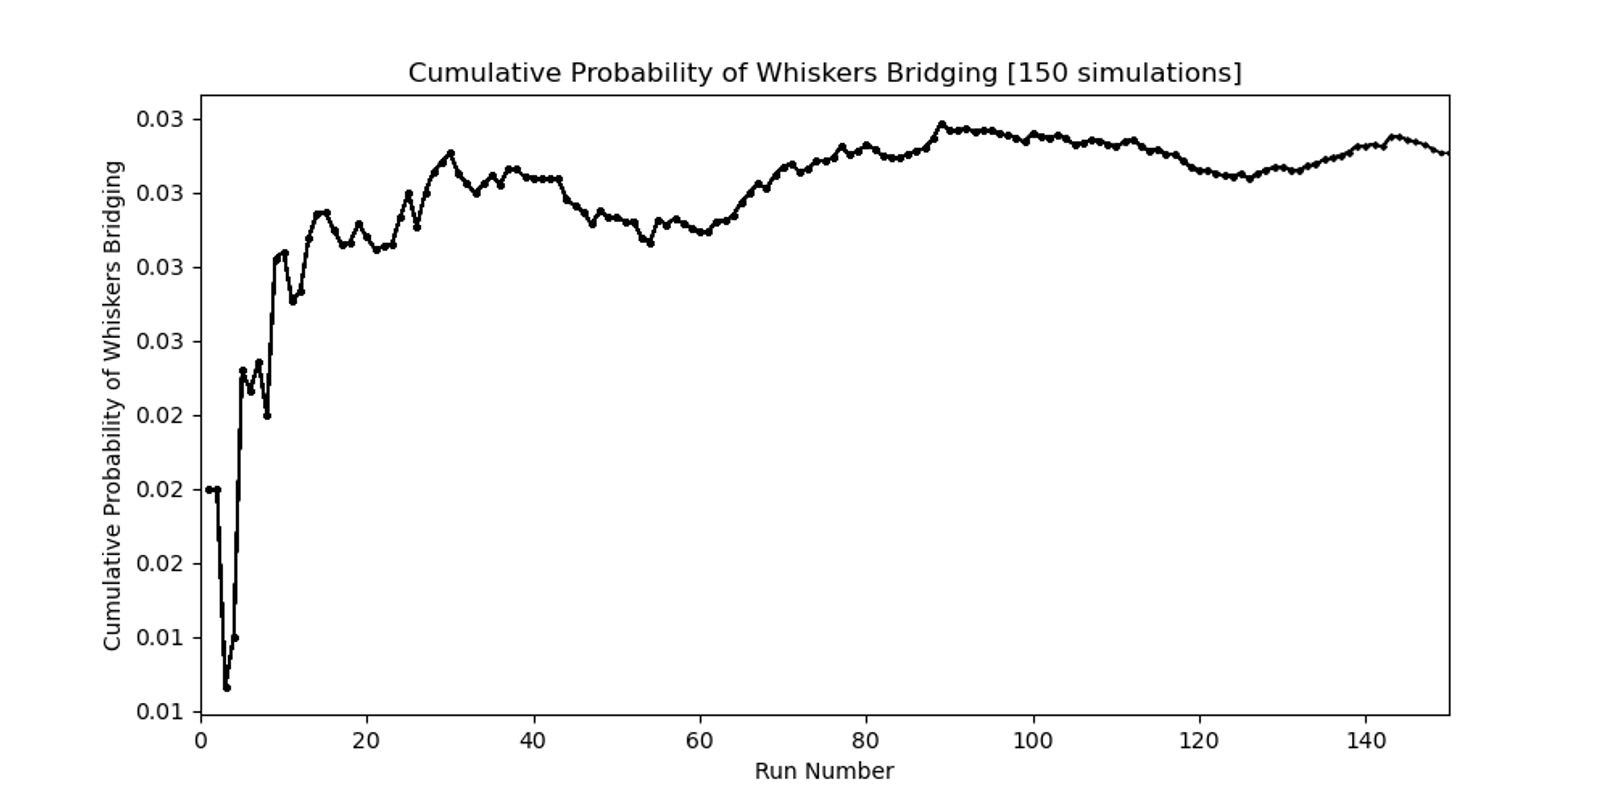 Cumulative Probability of Whiskers Bridging [150 simulations]
Cumulative Probability of Whiskers Bridging
0.03
0.03
0.03
0.03
0.02
0.02
0.02
0.01
0.01
0 20 40 60 80 100 120 140
Run Number